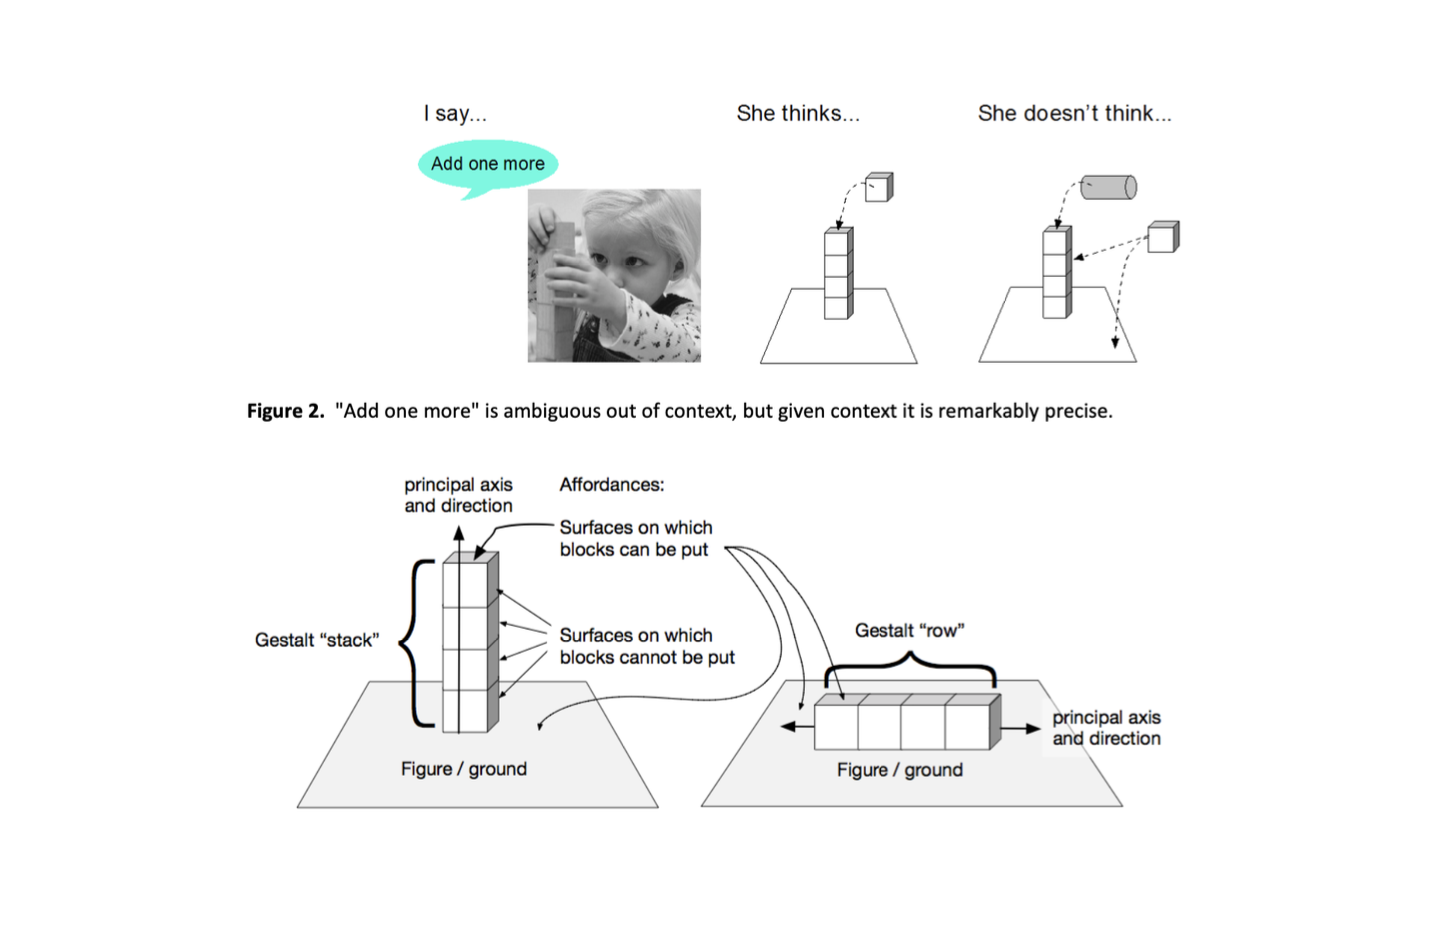 I say...
She thinks...
She doesn't think...
Add one more
Figure 2. "Add one more" is ambiguous out of context, but given context it is remarkably precise.
principal axis
and direction
Affordances:
Surfaces on which
blocks can be put
Gestalt “stack”
Surfaces on which
blocks cannot be put
Gestalt “row”
principal axis
and direction
Figure / ground
Figure / ground